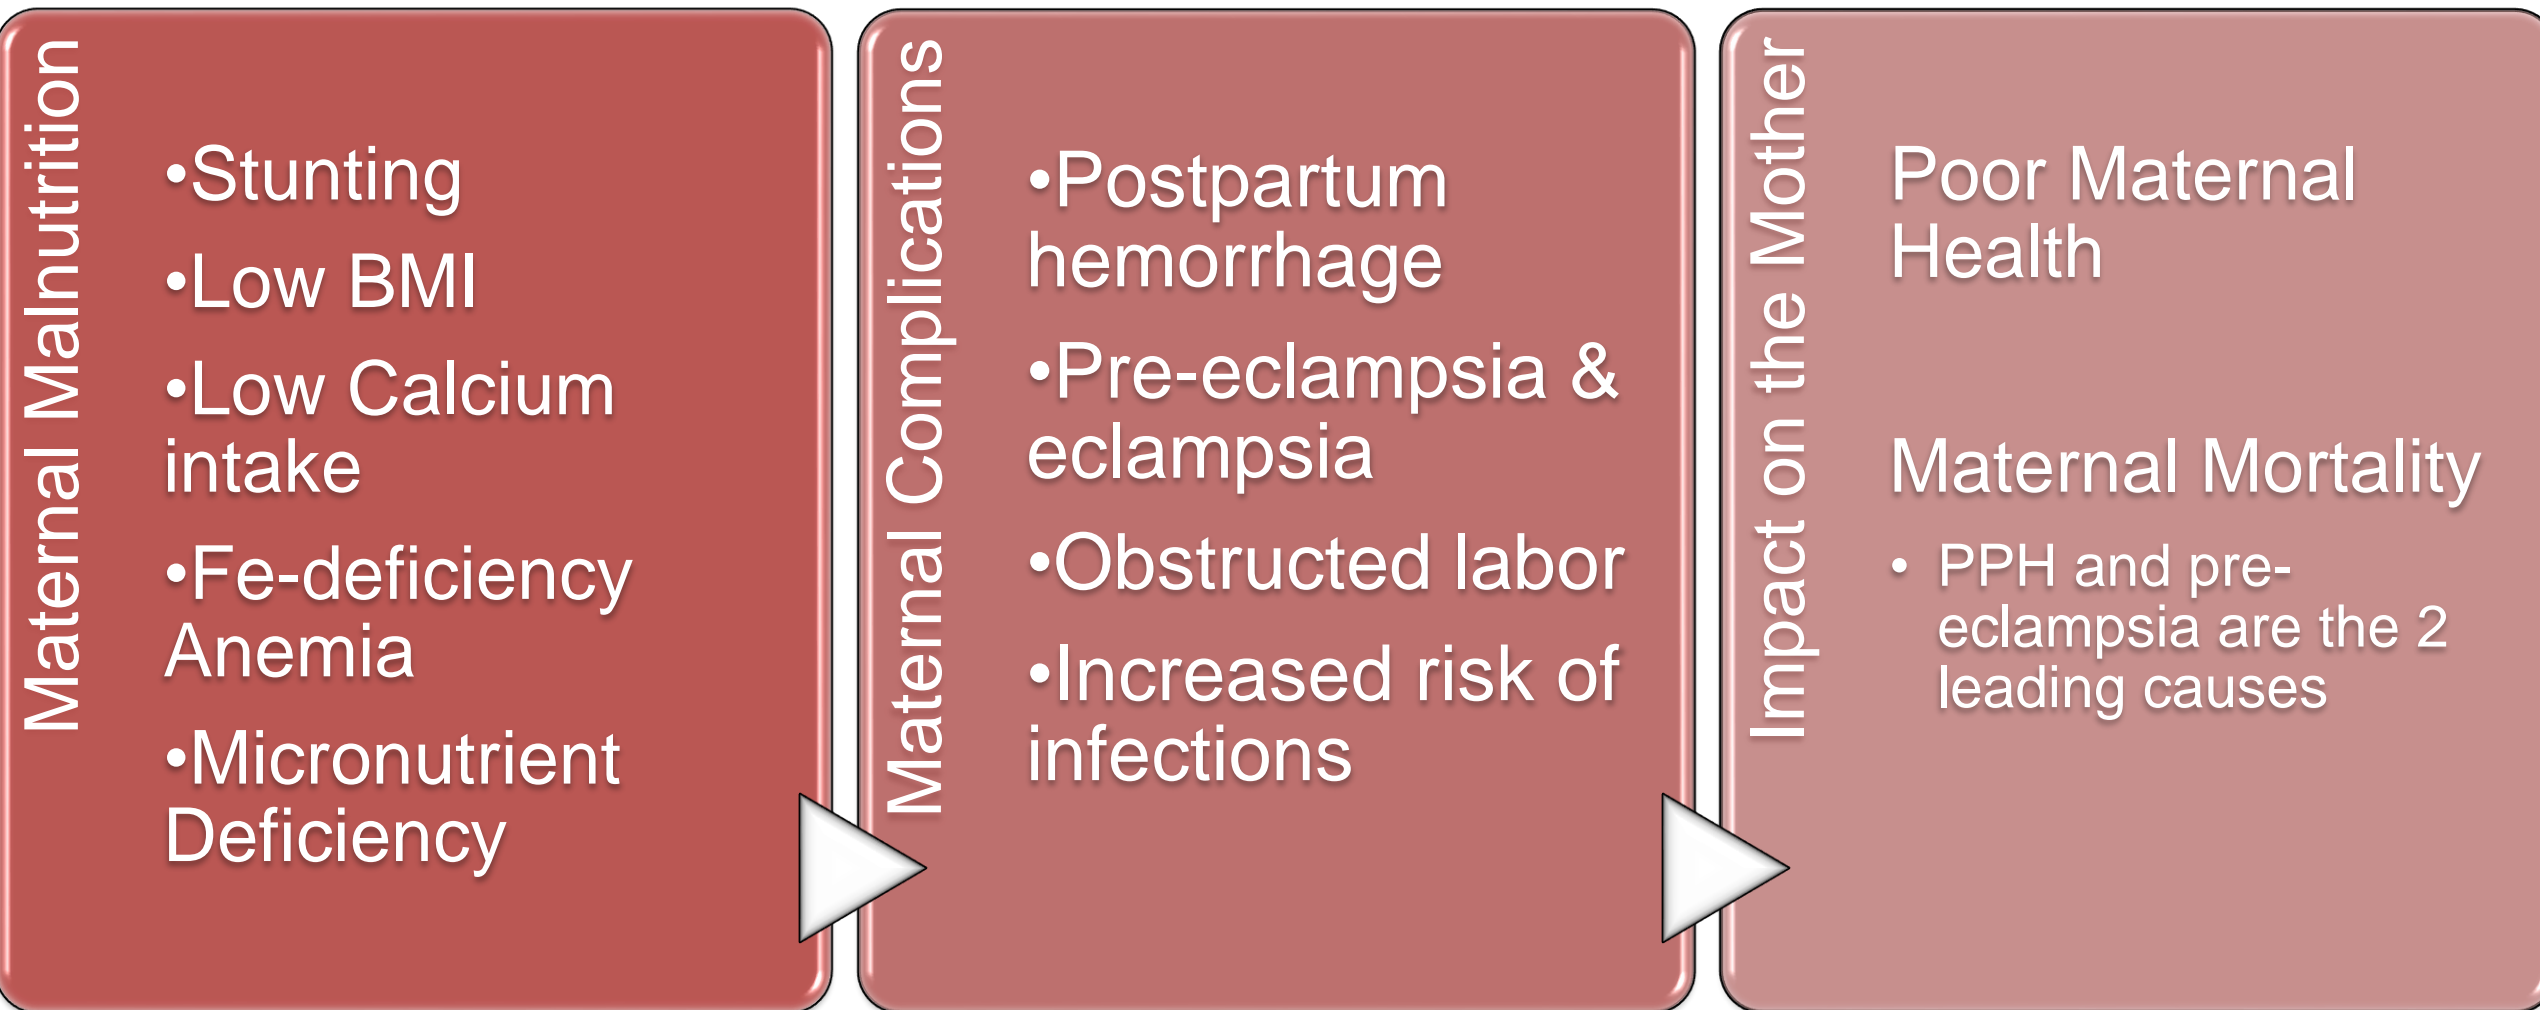 Maternal Malnutrition
•Stunting
•Low BMI
•Low Calcium
intake
•Fe-deficiency
Anemia
•Micronutrient
Deficiency
Maternal Complications
•Postpartum
hemorrhage
•Pre-eclampsia &
eclampsia
•Obstructed labor
•Increased risk of
infections
Impact on the Mother
Poor Maternal
Health
Maternal Mortality
• PPH and pre-
eclampsia are the 2
leading causes